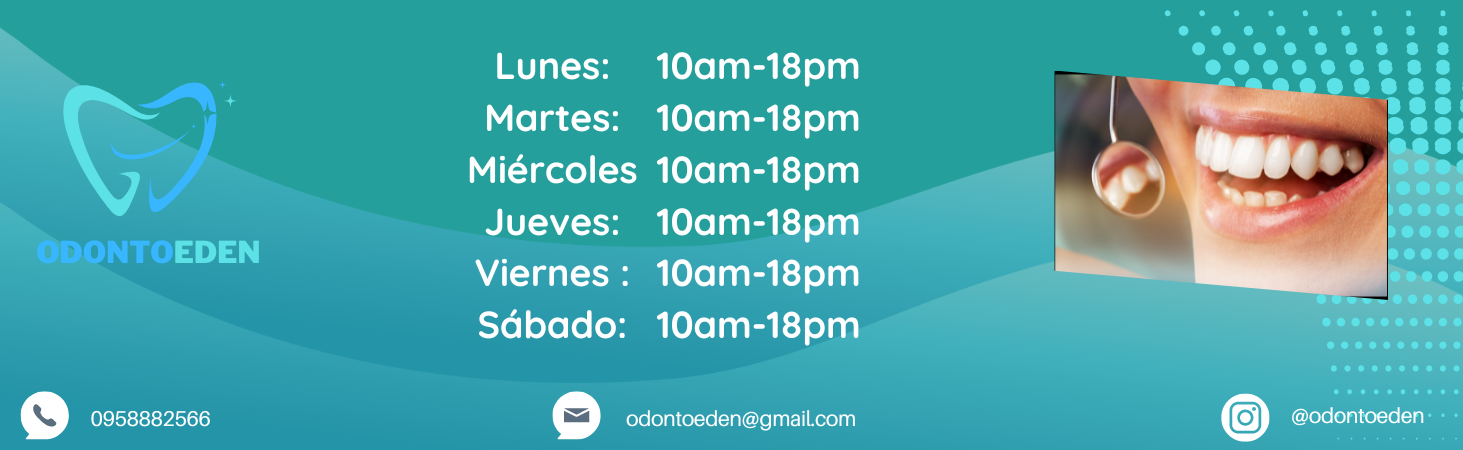 Lunes: 10am-18pm
Martes: 10am-18pm
Miércoles 10am-18pm
Jueves: 10am-18pm
Viernes : 10am-18pm
Sábado: 10am-18pm
ODONTOEDEN
0958882566
odontoeden@gmail.com
@odontoeden